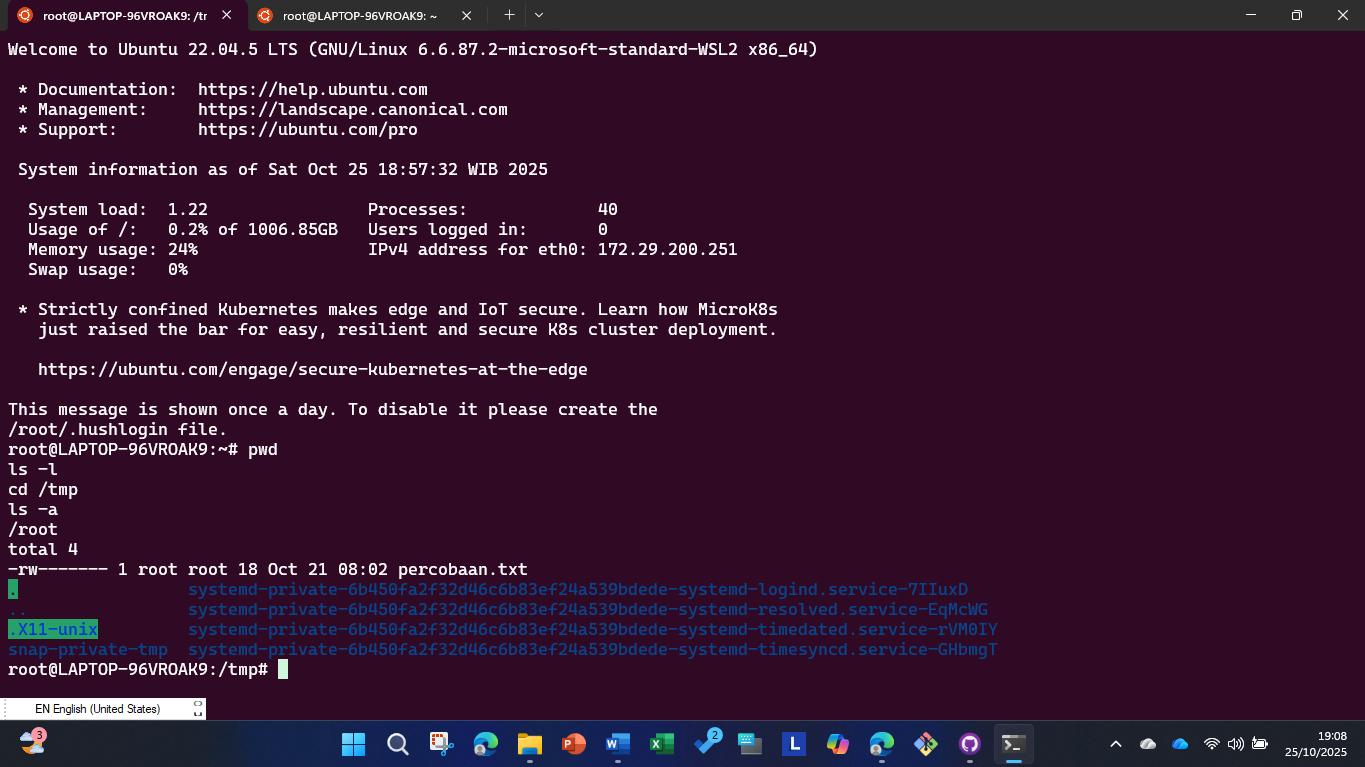 root@LAPTOP-96VROAK9: /tr
root@LAPTOP-96VROAK9: ~
Welcome to Ubuntu 22.04.5 LTS (GNU/Linux 6.6.87.2-microsoft-standard-WSL2 x86_64)
* Documentation:  https://help.ubuntu.com
* Management:     https://landscape.canonical.com
* Support:        https://ubuntu.com/pro
System information as of Sat Oct 25 18:57:32 WIB 2025
System load:  1.22                Processes:             40
Usage of /:   0.2% of 1006.85GB   Users logged in:       0
Memory usage: 24%                 IPv4 address for eth0: 172.29.200.251
Swap usage:   0%
* Strictly confined Kubernetes makes edge and IoT secure. Learn how MicroK8s
just raised the bar for easy, resilient and secure K8s cluster deployment.
https://ubuntu.com/engage/secure-kubernetes-at-the-edge
This message is shown once a day. To disable it please create the
/root/.hushlogin file.
root@LAPTOP-96VROAK9:~# pwd
ls -l
cd /tmp
ls -a
/root
total 4
-rw------- 1 root root 18 Oct 21 08:02 percobaan.txt
.                 systemd-private-6b450fa2f32d46c6b83ef24a539bdede-systemd-logind.service-7IIuxD
..                systemd-private-6b450fa2f32d46c6b83ef24a539bdede-systemd-resolved.service-EqMcWG
.X11-unix         systemd-private-6b450fa2f32d46c6b83ef24a539bdede-systemd-timedated.service-rVM0IY
snap-private-tmp  systemd-private-6b450fa2f32d46c6b83ef24a539bdede-systemd-timesyncd.service-GHbmgT
root@LAPTOP-96VROAK9:/tmp#
EN English (United States)
3
P
W
X
2
L
19:08
25/10/2025